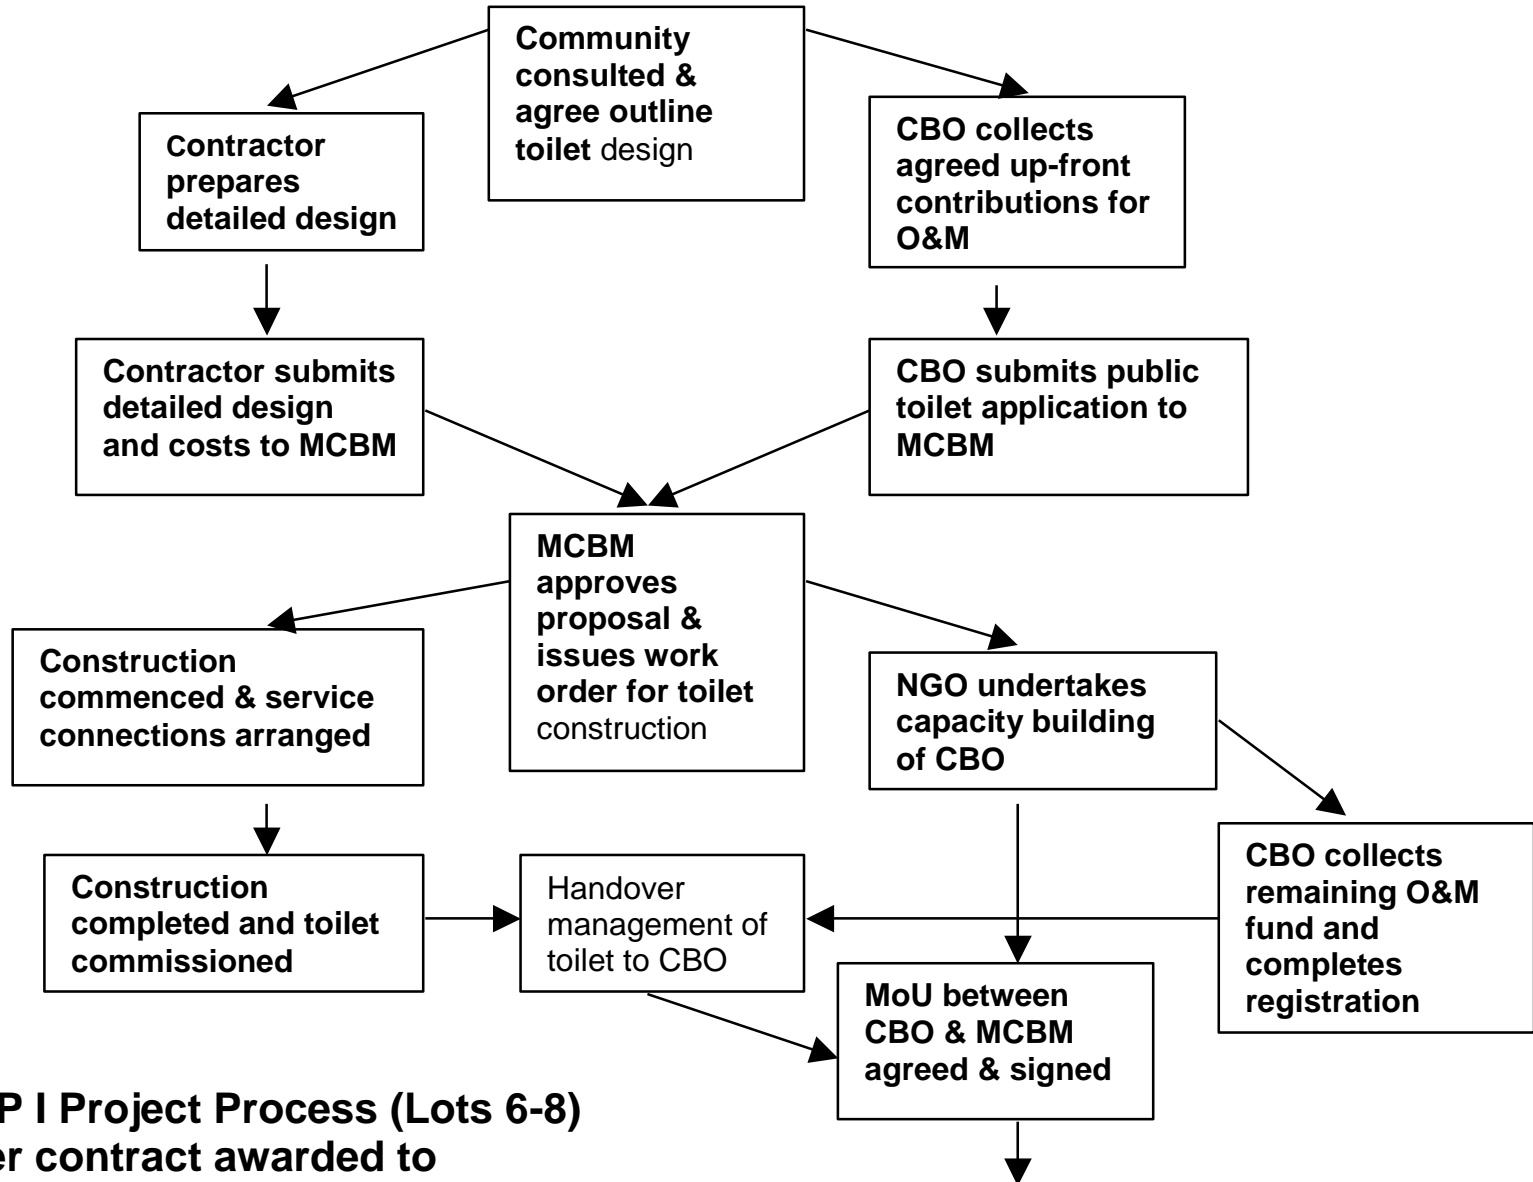 Community
consulted &
agree outline
toilet design
Contractor
prepares
detailed design
CBO collects
agreed up-front
contributions for
O&M
Contractor submits
detailed design
and costs to MCBM
CBO submits public
toilet application to
MCBM
MCBM
approves
proposal &
issues work
order for toilet
construction
Construction
commenced & service
connections arranged
NGO undertakes
capacity building
of CBO
Construction
completed and toilet
commissioned
Handover
management of
toilet to CBO
CBO collects
remaining O&M
fund and
completes
registration
MoU between
CBO & MCBM
agreed & signed
P I Project Process (Lots 6-8)
er contract awarded to